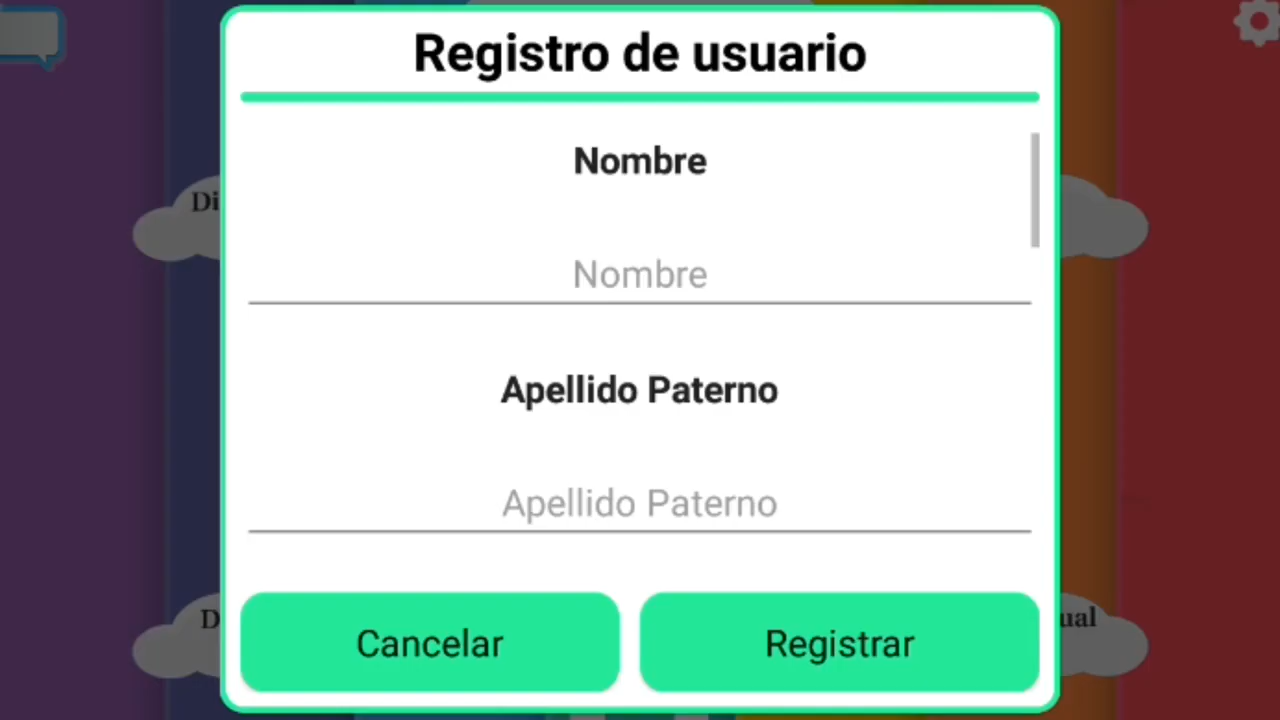 Registro de usuario
Nombre
Nombre
Apellido Paterno
Apellido Paterno
Cancelar
Registrar